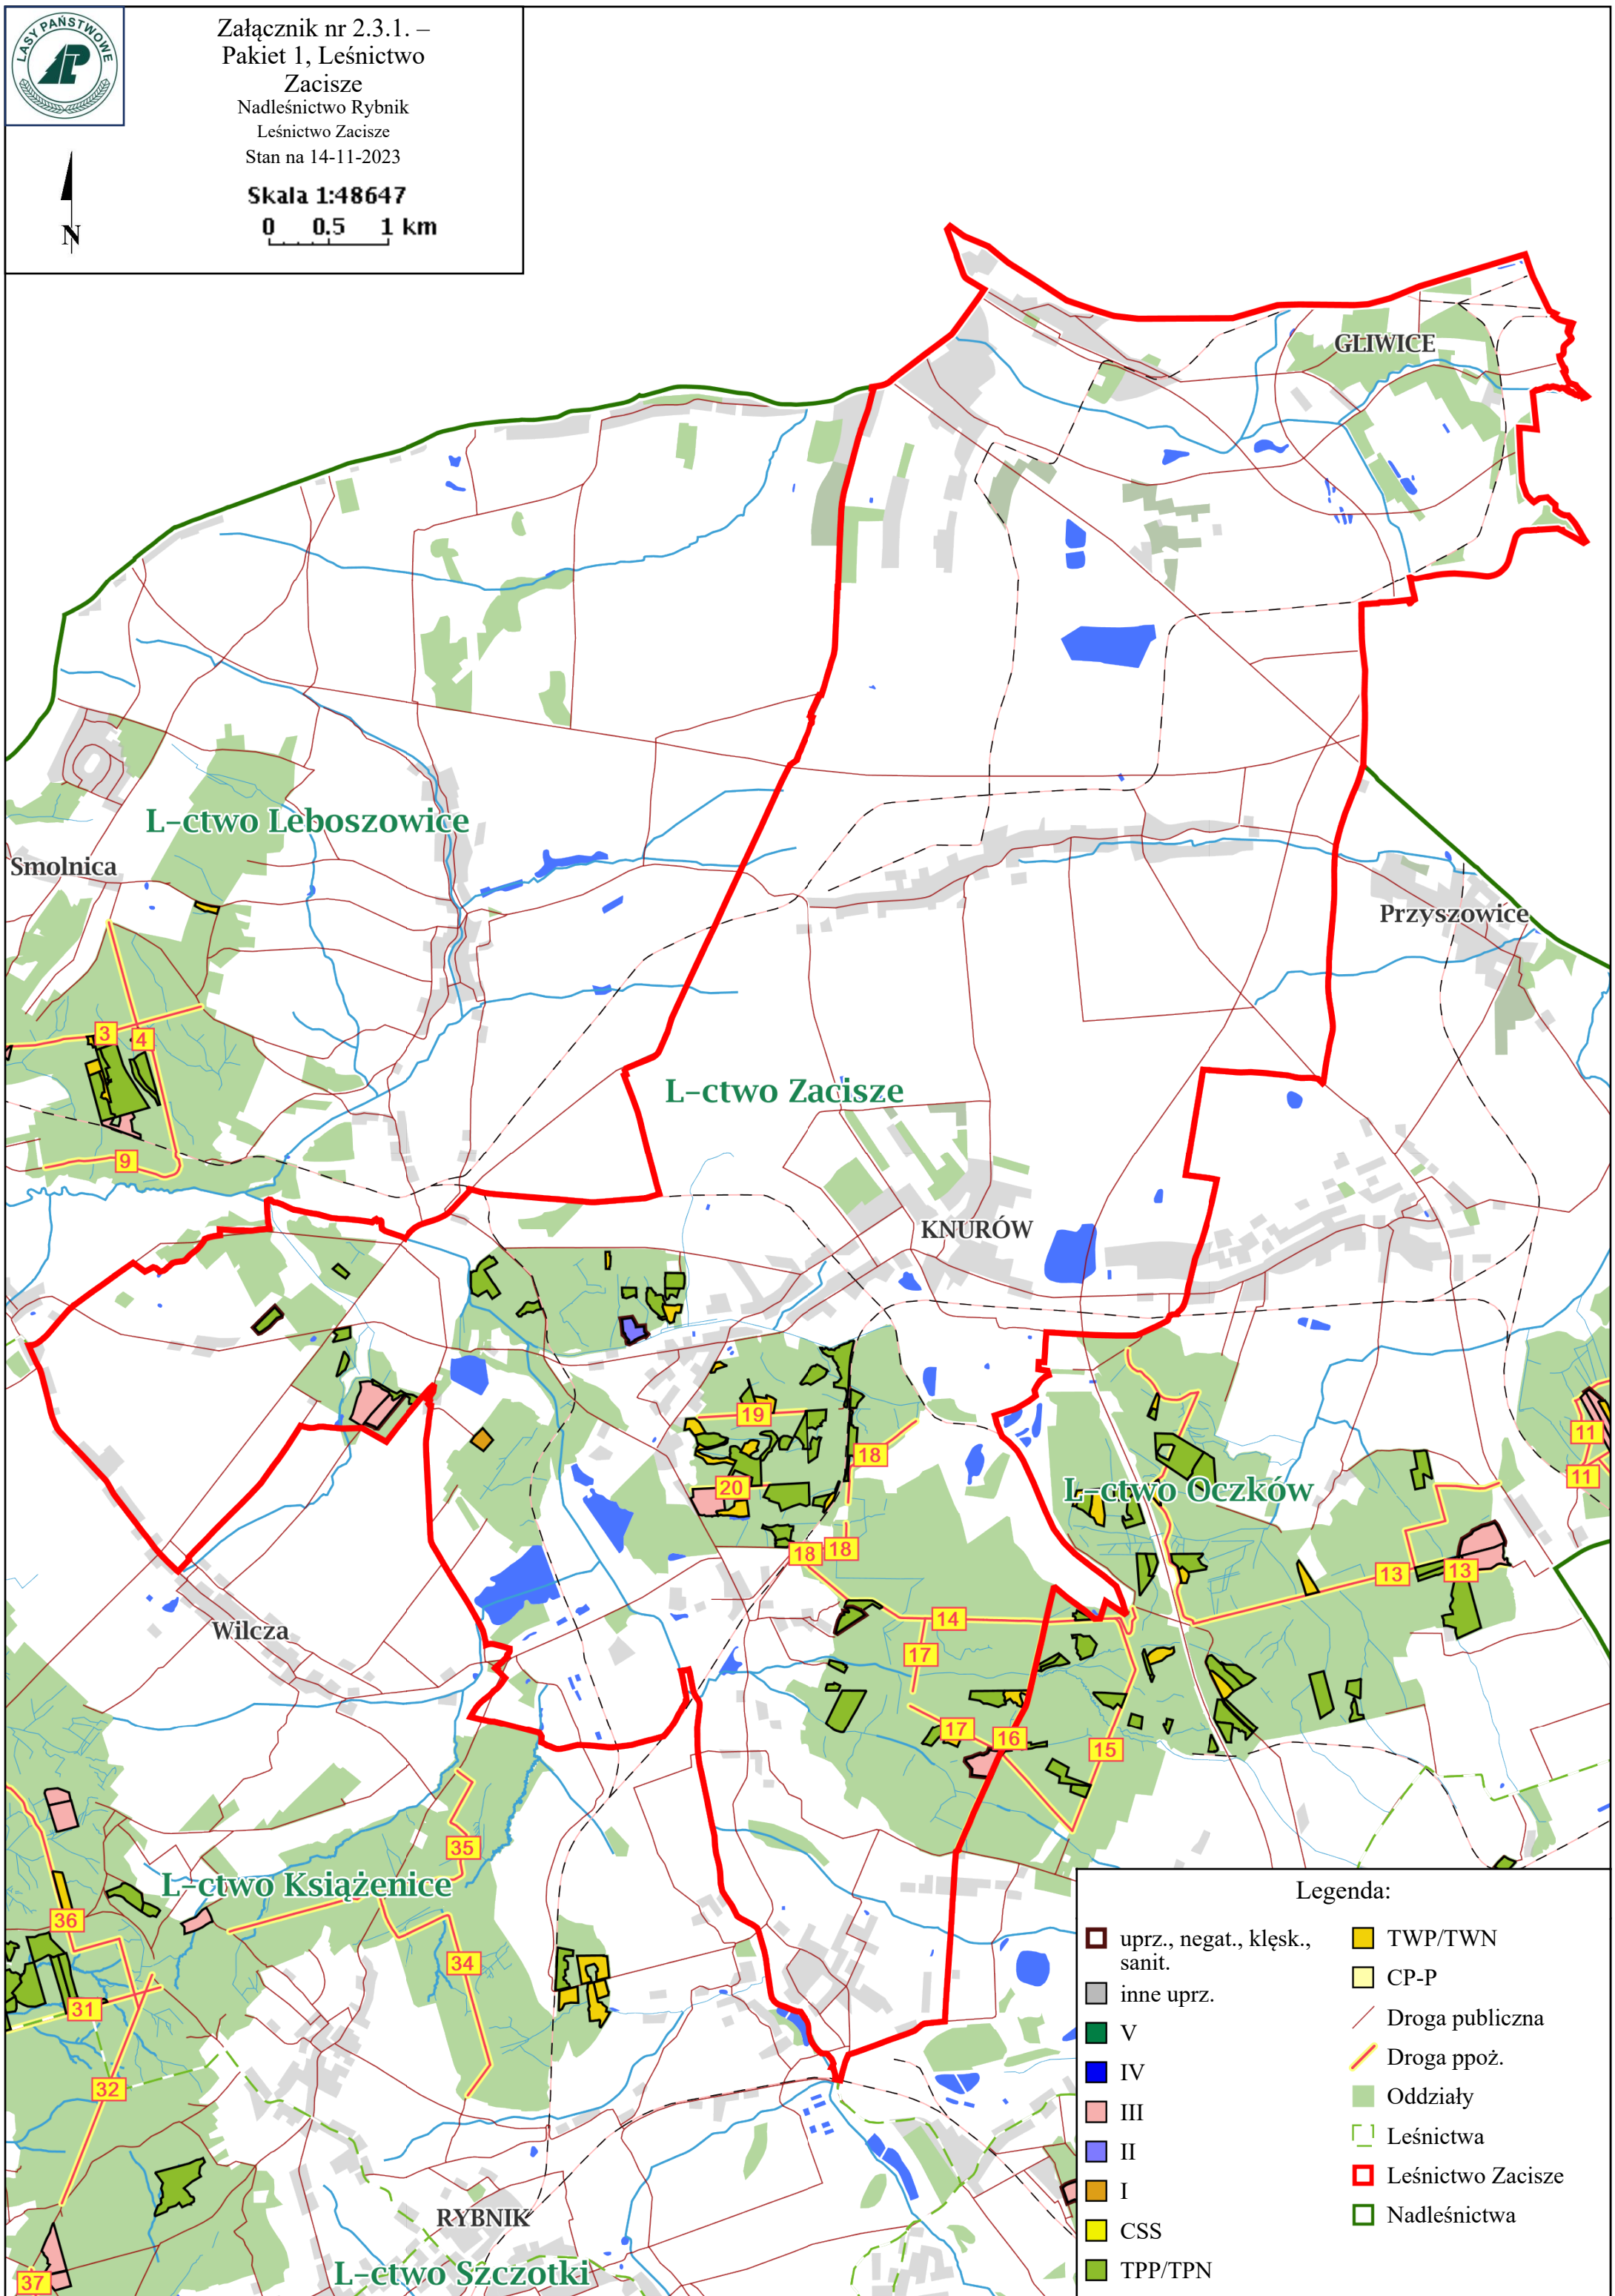 LASY PAŃSTWOWE
Załącznik nr 2.3.1. –
Pakiet 1, Leśnictwo
Zacisze
Nadleśnictwo Rybnik
Leśnictwo Zacisze
Stan na 14-11-2023
Skala 1:48647
0 0.5 1 km
N
GLIWICE
L-ctwo Leboszowice
Smolnica
Przyszowice
3
4
L-ctwo Zacisze
9
KNURÓW
19
18
11
11
20
L-ctwo Oczków
18
18
13
13
14
Wilcza
17
17
16
15
35
L-ctwo Książenice
36
34
31
32
RYBNIK
L-ctwo Szczotki
37
Legenda:
uprz., negat., klęsk.,
sanit.
inne uprz.
V
IV
III
II
I
CSS
TPP/TPN
TWP/TWN
CP-P
Droga publiczna
Droga ppoż.
Oddziały
Leśnictwa
Leśnictwo Zacisze
Nadleśnictwa